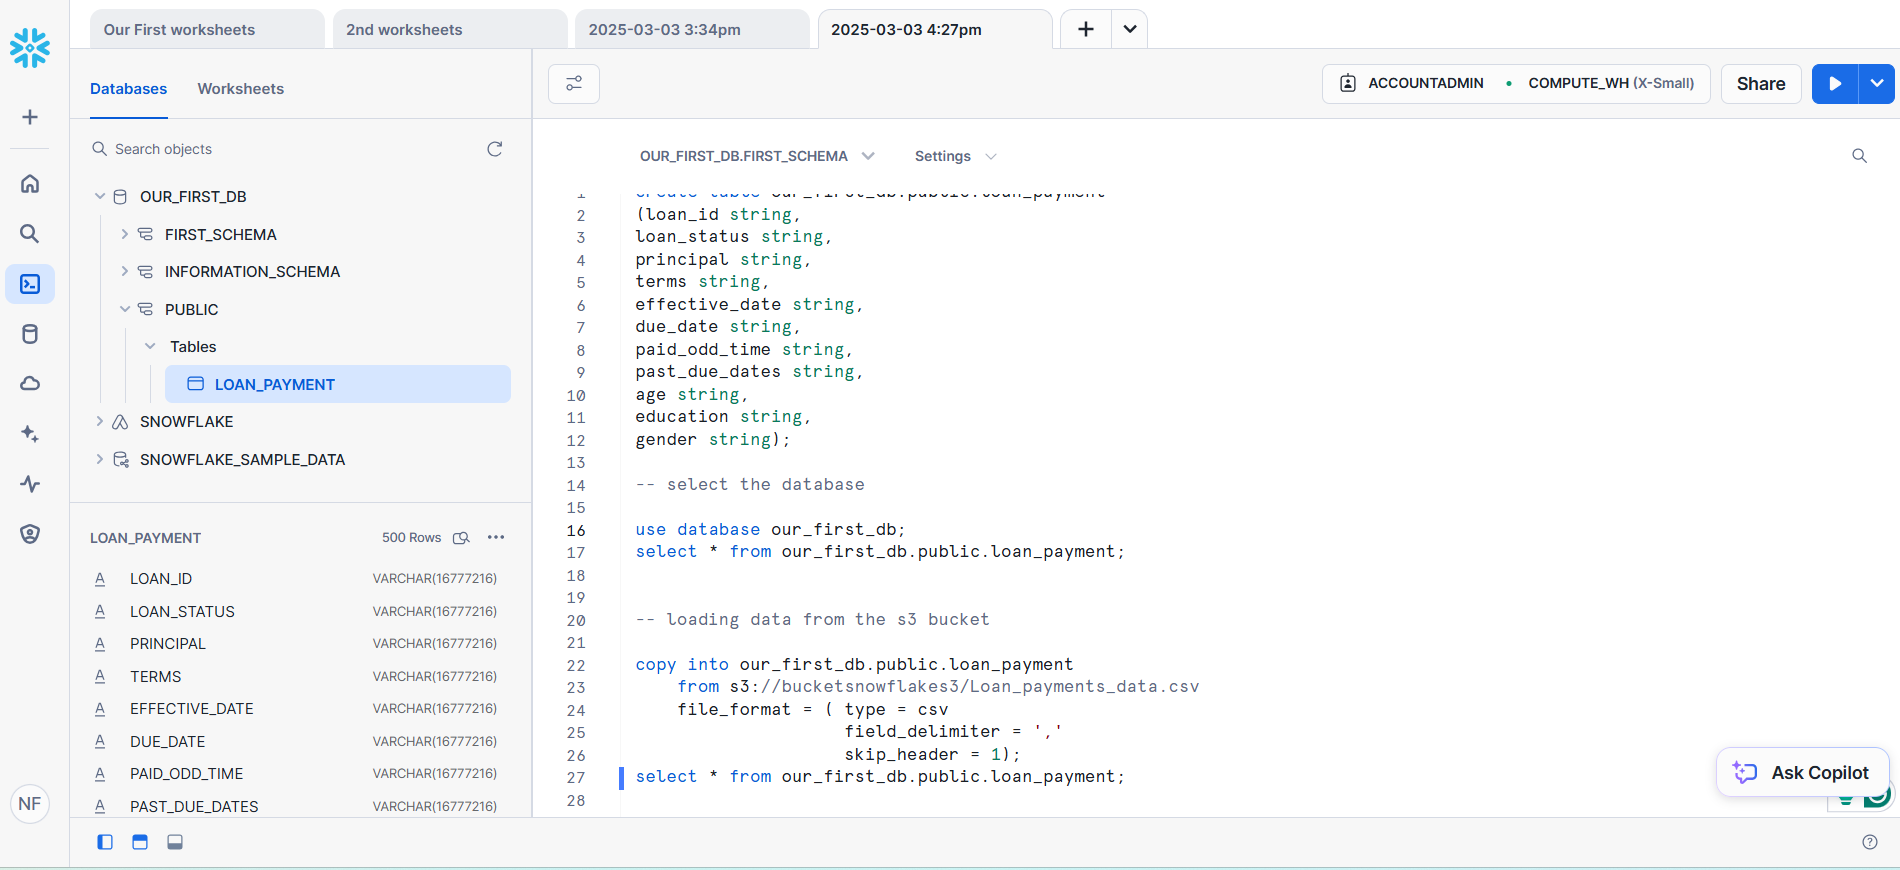 Our First worksheets
2nd worksheets
2025-03-03 3:34pm
2025-03-03 4:27pm
Databases
Worksheets
ACCOUNTADMIN
COMPUTE_WH (X-Small)
Share
Search objects
OUR_FIRST_DB
FIRST_SCHEMA
INFORMATION_SCHEMA
PUBLIC
Tables
LOAN_PAYMENT
SNOWFLAKE
SNOWFLAKE_SAMPLE_DATA
LOAN_PAYMENT 500 Rows
A LOAN_ID VARCHAR(16777216)
A LOAN_STATUS VARCHAR(16777216)
A PRINCIPAL VARCHAR(16777216)
A TERMS VARCHAR(16777216)
A EFFECTIVE_DATE VARCHAR(16777216)
A DUE_DATE VARCHAR(16777216)
A PAID_ODD_TIME VARCHAR(16777216)
A PAST_DUE_DATES VARCHAR(16777216)
NF
OUR_FIRST_DB.FIRST_SCHEMA
Settings
1 create table our_first_db.public.loan_payment
2 (loan_id string,
3 loan_status string,
4 principal string,
5 terms string,
6 effective_date string,
7 due_date string,
8 paid_odd_time string,
9 past_due_dates string,
10 age string,
11 education string,
12 gender string);
13
14 -- select the database
15
16 use database our_first_db;
17 select * from our_first_db.public.loan_payment;
18
19
20 -- loading data from the s3 bucket
21
22 copy into our_first_db.public.loan_payment
23 from s3://bucketsnowflakes3/Loan_payments_data.csv
24 file_format = ( type = csv
25 field_delimiter = ','
26 skip_header = 1);
27 select * from our_first_db.public.loan_payment;
28
Ask Copilot